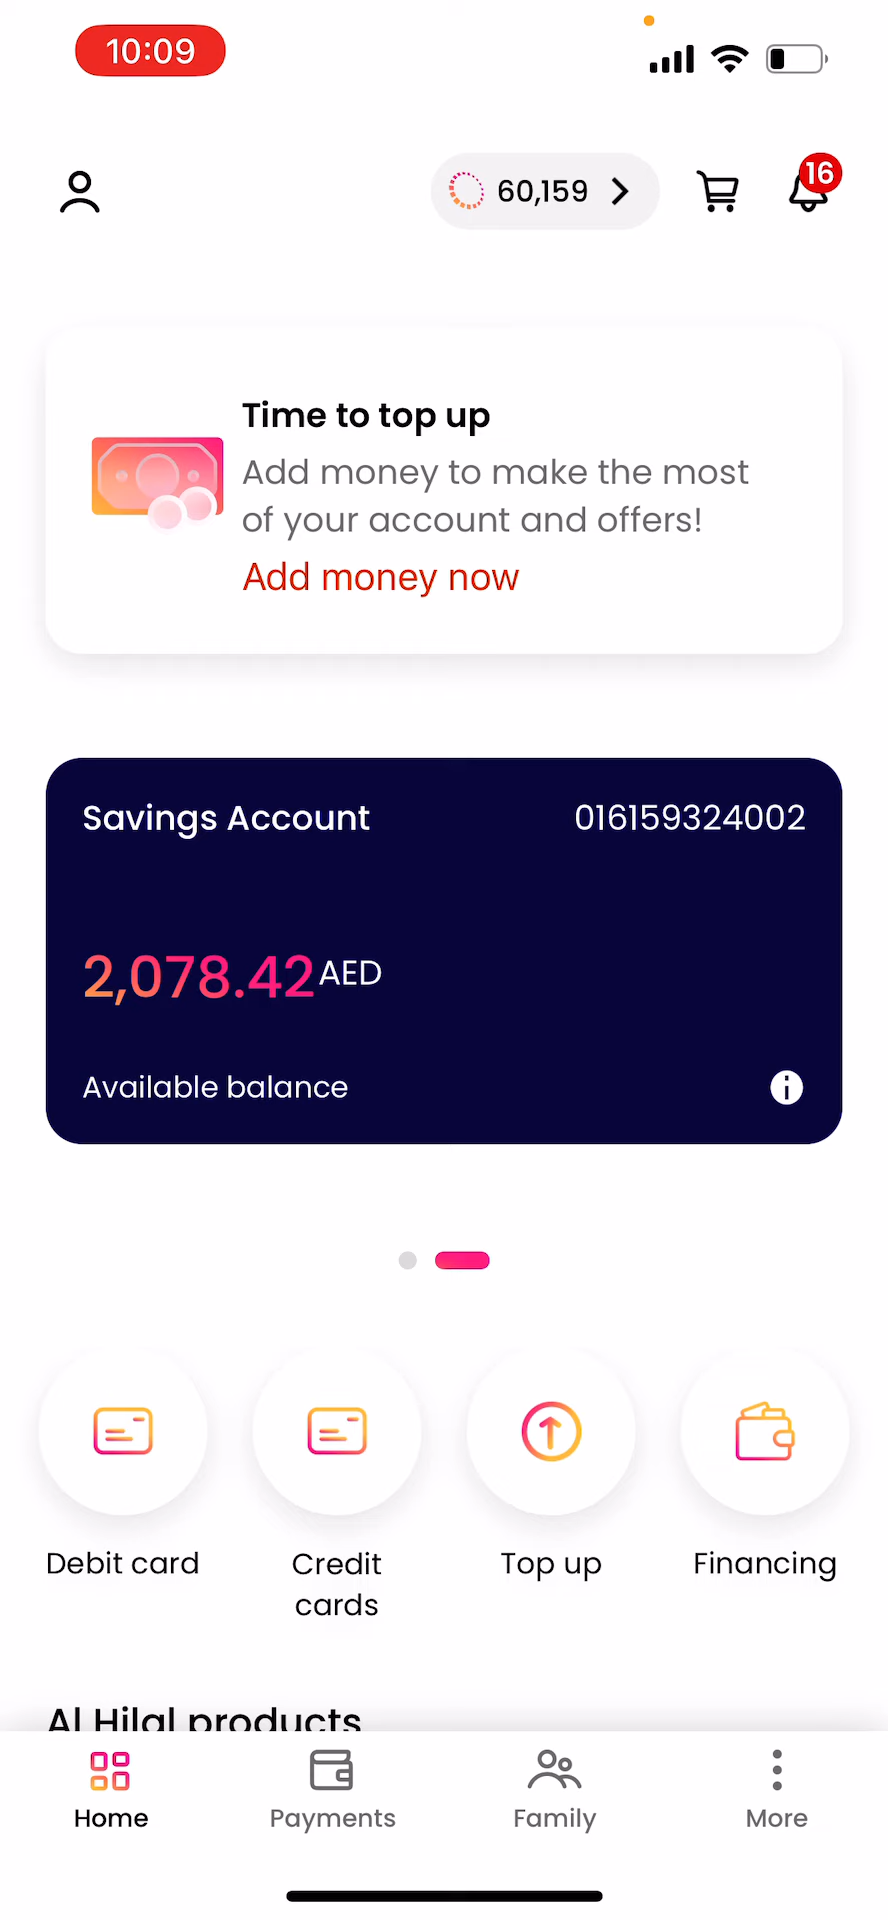 10:09
60,159
16
Time to top up
Add money to make the most
of your account and offers!
Add money now
Savings Account
016159324002
2,078.42 AED
Available balance
Debit card
Credit
cards
Top up
Financing
Al Hilal products
Home
Payments
Family
More